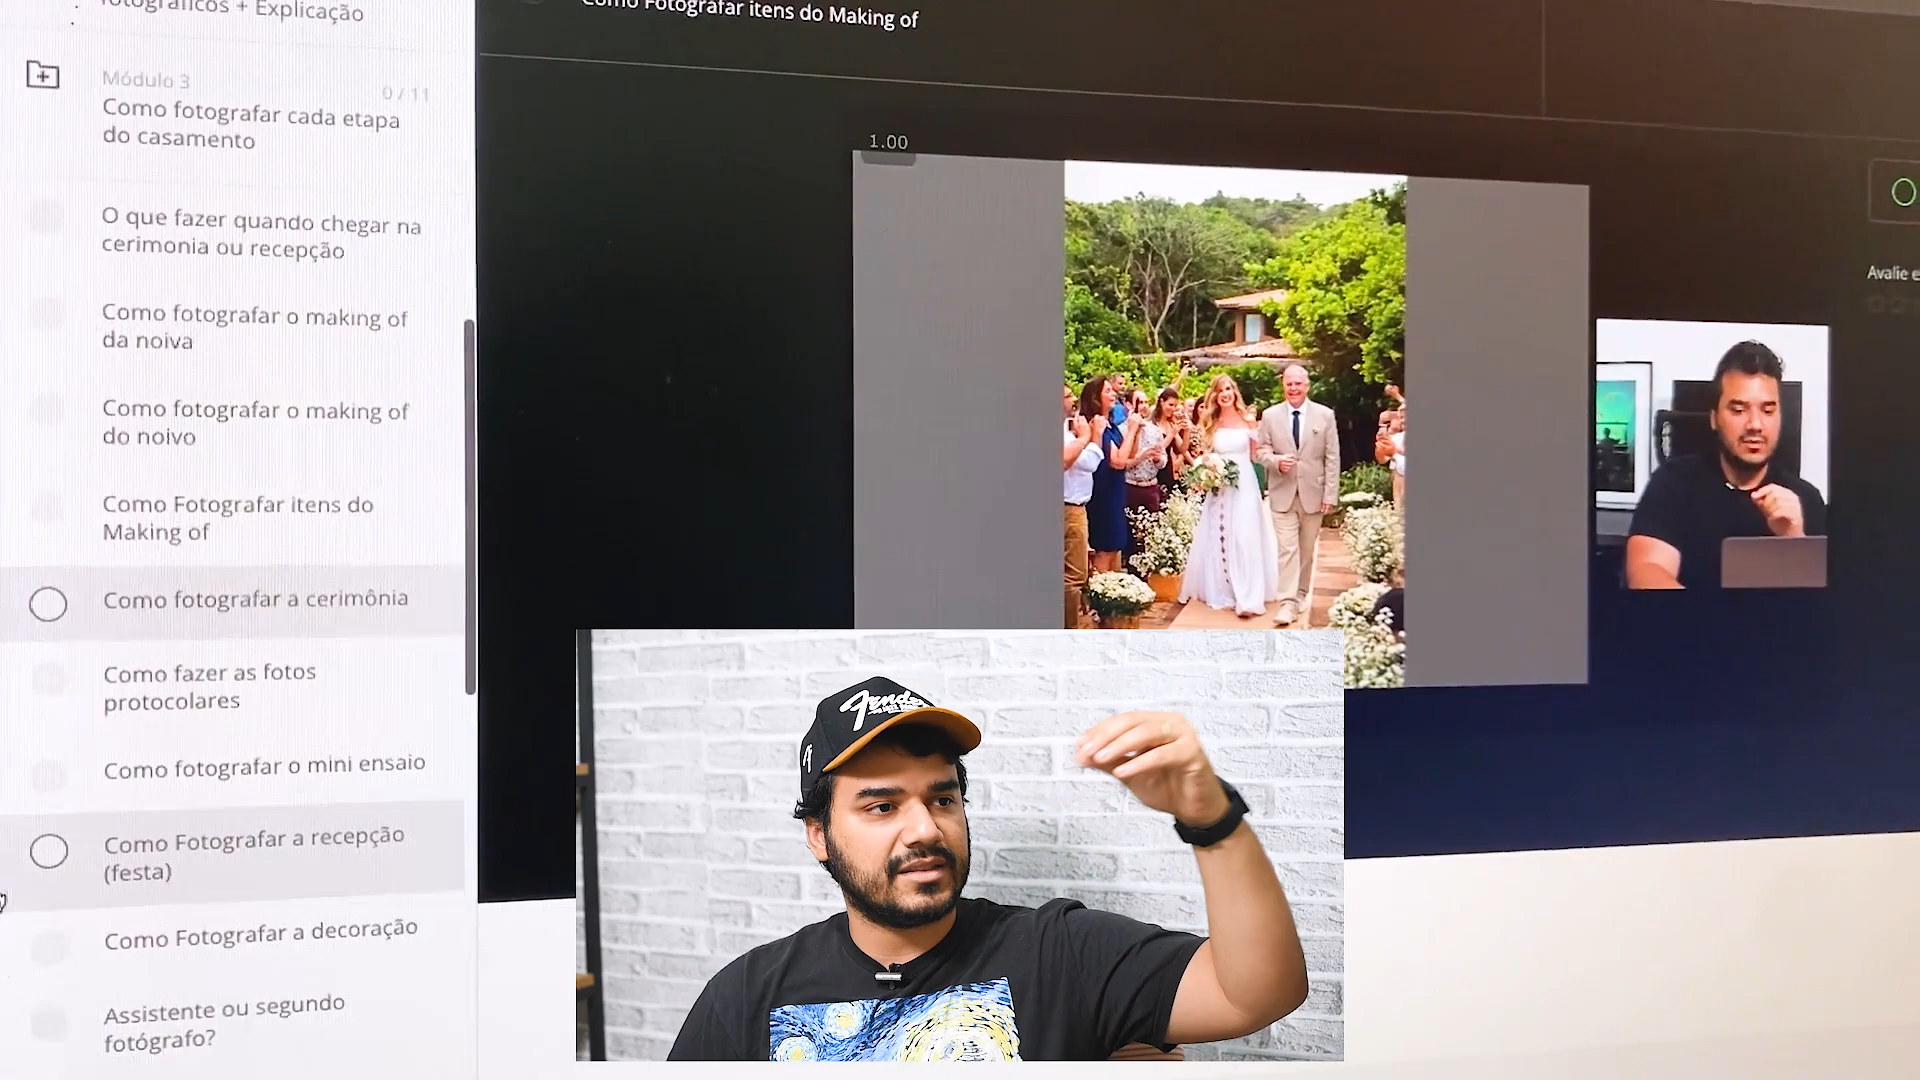 fotográficos + Explicação
Módulo 3
0 / 11
Como fotografar cada etapa
do casamento
O que fazer quando chegar na
cerimonia ou recepção
Como fotografar o making of
da noiva
Como fotografar o making of
do noivo
Como Fotografar itens do
Making of
Como fotografar a cerimônia
Como fazer as fotos
protocolares
Como fotografar o mini ensaio
Como Fotografar a recepção
(festa)
Como Fotografar a decoração
Assistente ou segundo
fotógrafo?
Como Fotografar itens do Making of
1.00
Avalie e
Fender